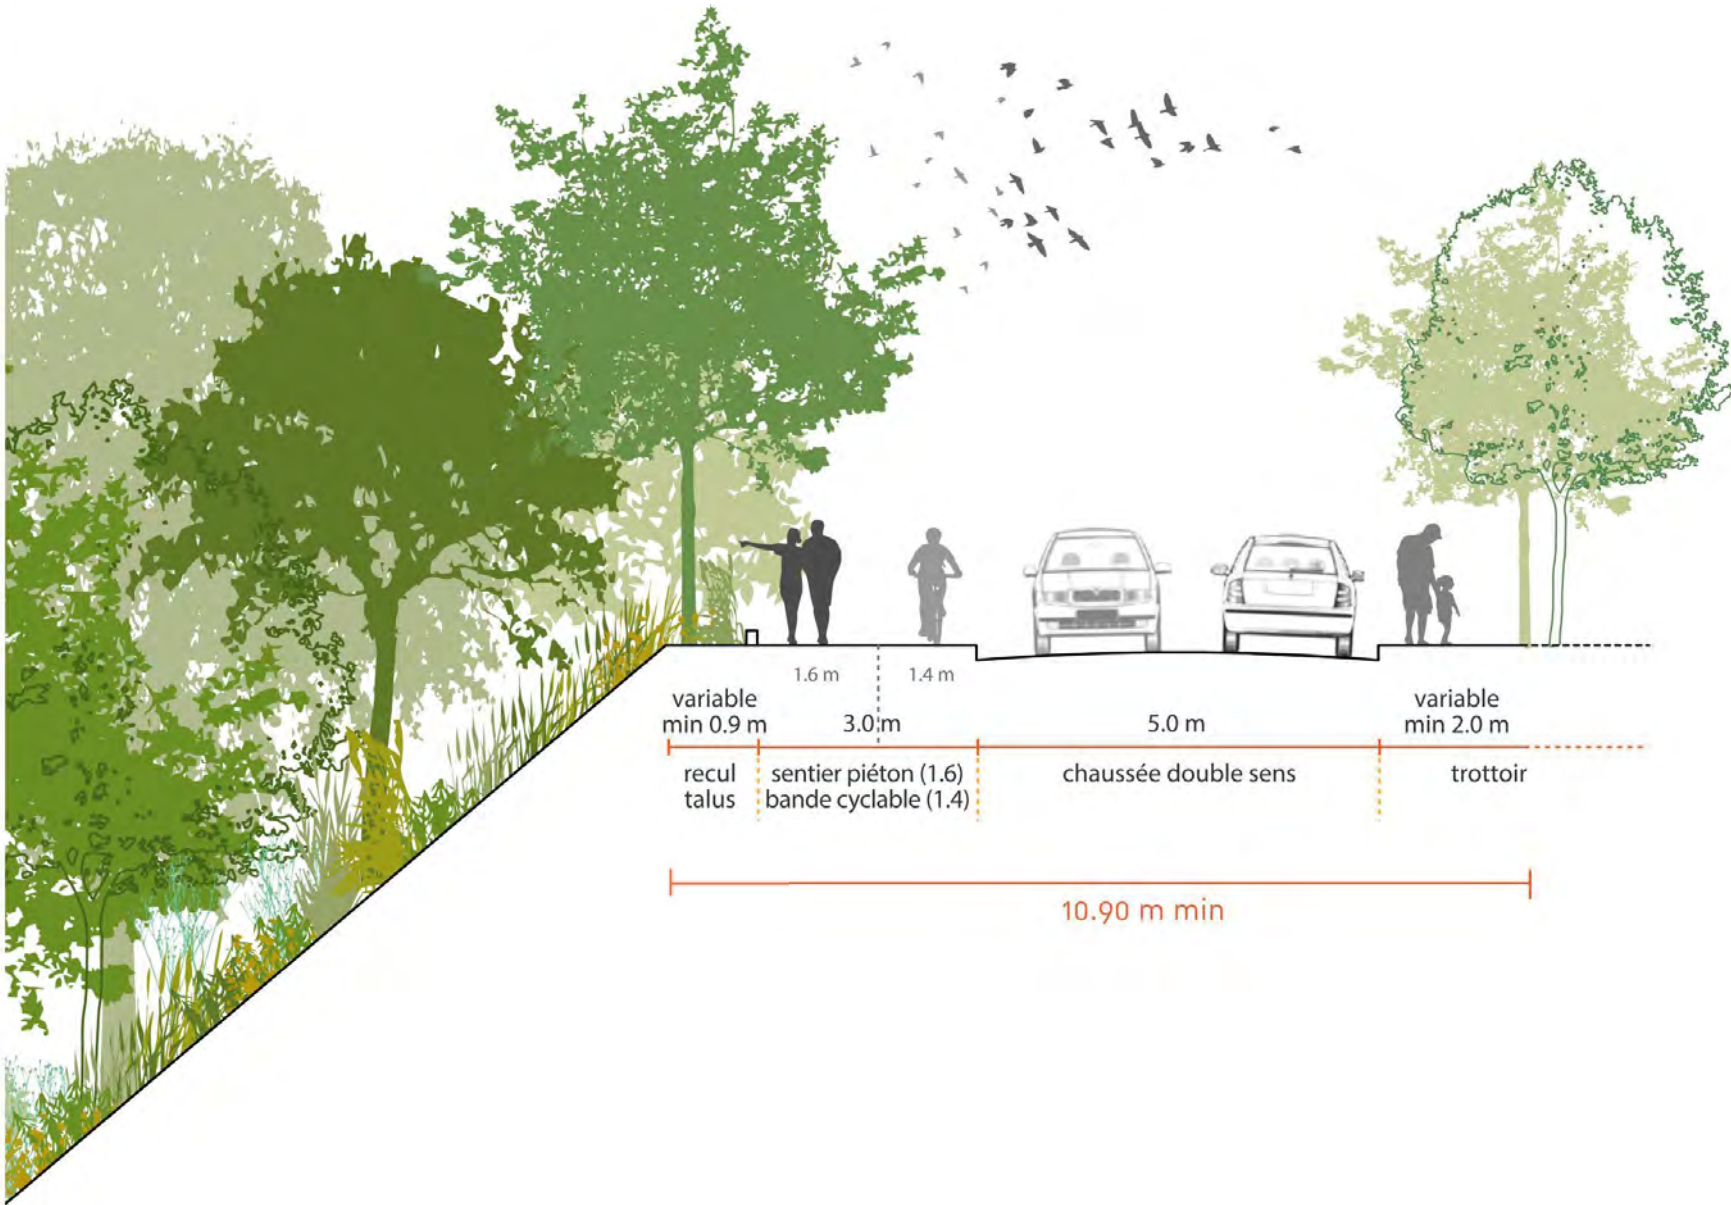 1.6 m
1.4 m
variable
min 0.9 m
3.0 m
5.0 m
variable
min 2.0 m
recul
talus
sentier piéton (1.6)
bande cyclable (1.4)
chaussée double sens
trottoir
10.90 m min